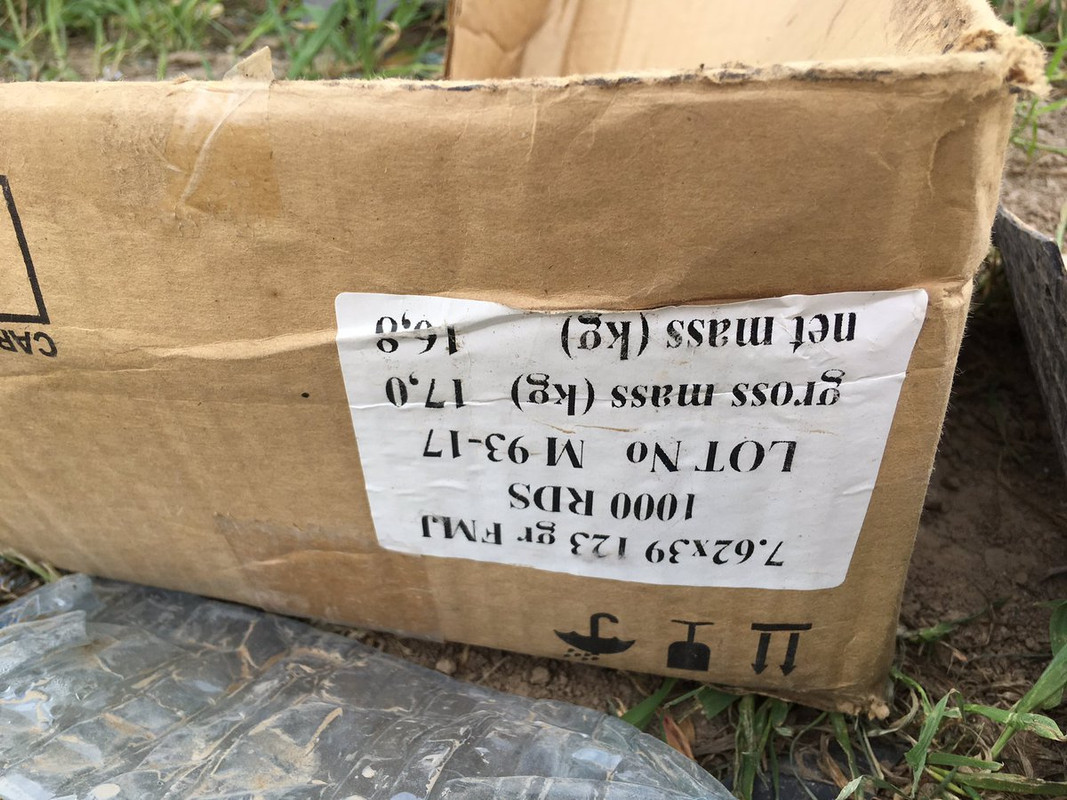 7.62x39 123 gr FMJ
1000 RDS
LOT No M 93-17
gross mass (kg) 17,0
net mass (kg) 16,8